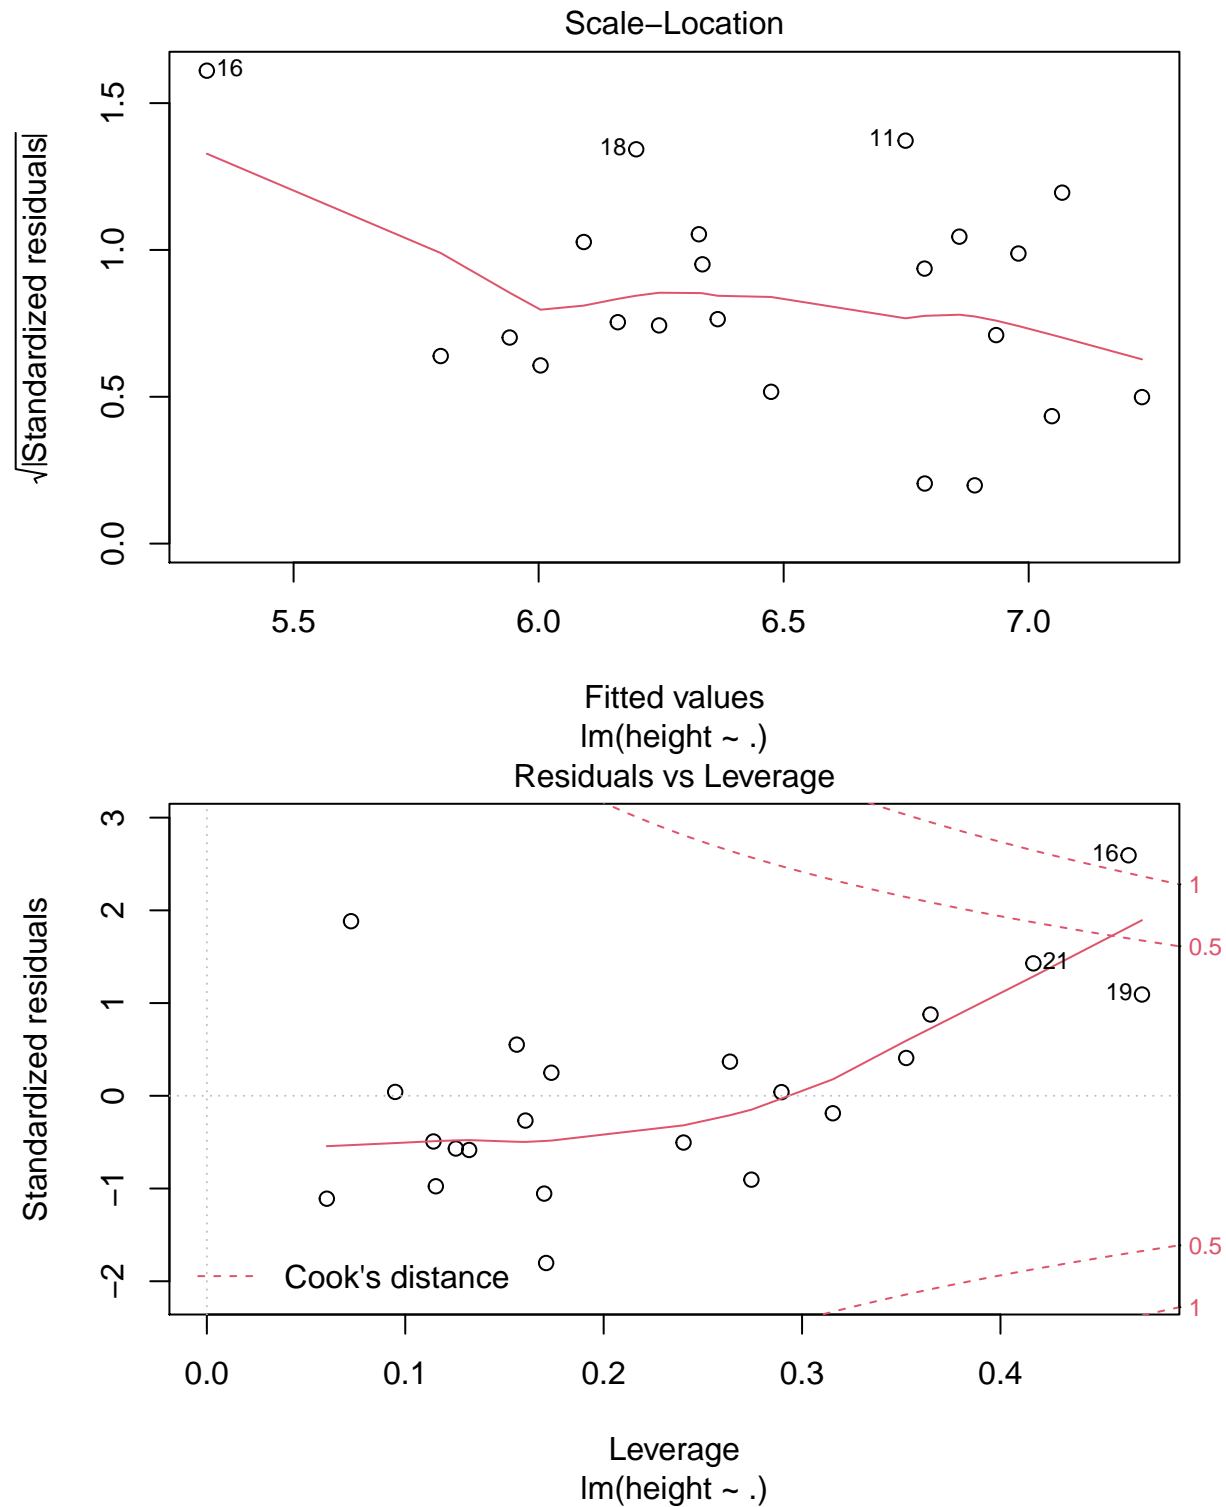 Scale−Location
√|Standardized residuals|
0.0 0.5 1.0 1.5
16
18
11
5.5 6.0 6.5 7.0
Fitted values
lm(height ~ .)
Residuals vs Leverage
Standardized residuals
−2 −1 0 1 2 3
16
1
0.5
21
19
0.5
Cook's distance
1
0.0 0.1 0.2 0.3 0.4
Leverage
lm(height ~ .)